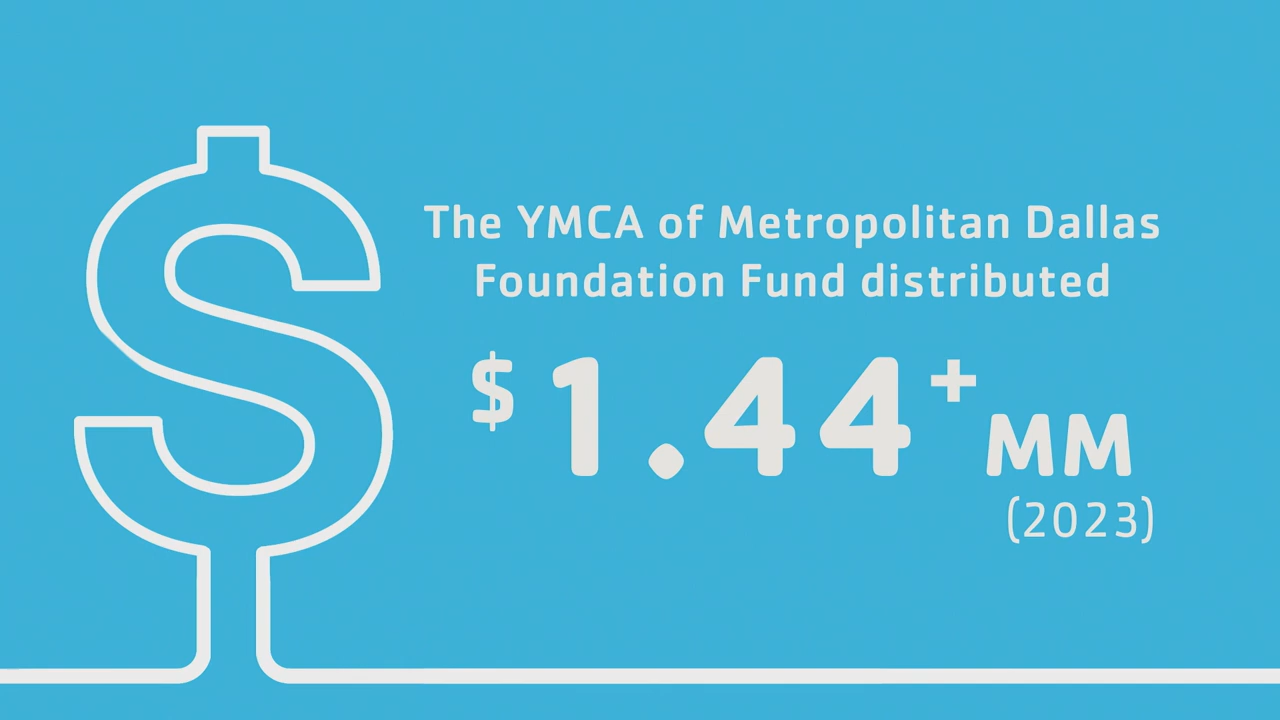 The YMCA of Metropolitan Dallas
Foundation Fund distributed
$1.44+MM
(2023)